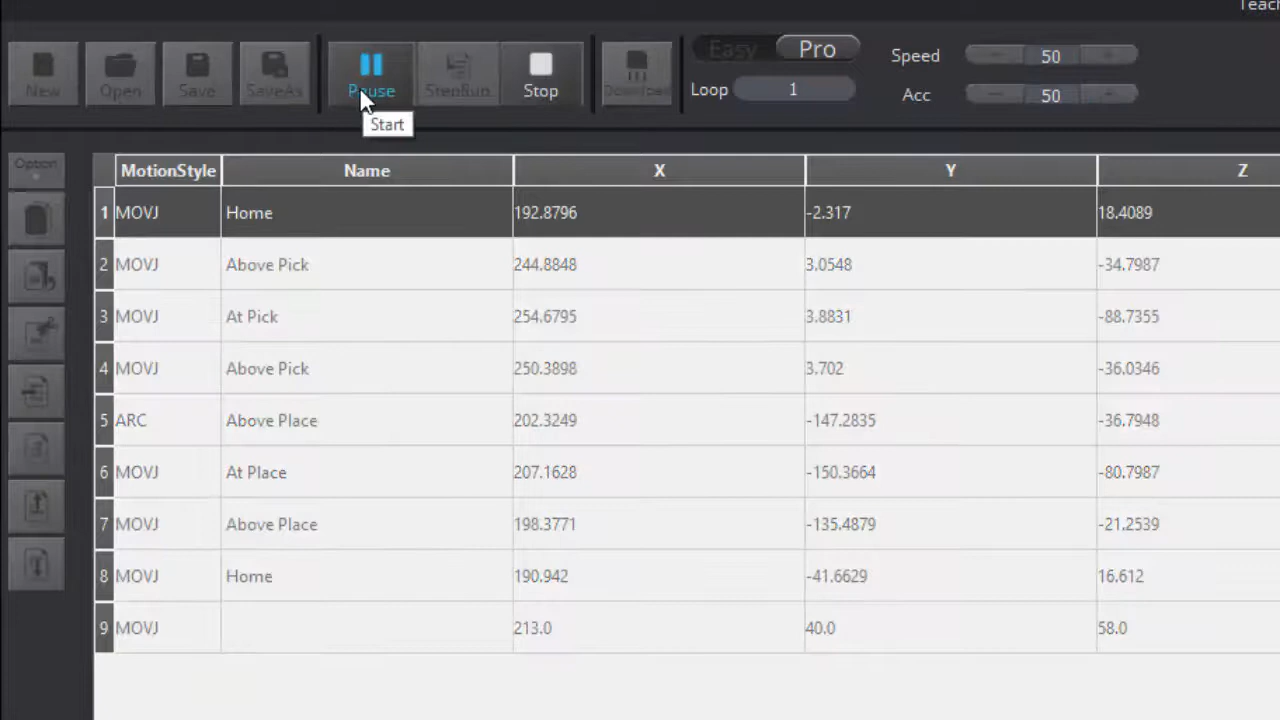 Teac
New Open Save SaveAs Pause StepRun Stop Download
Easy Pro
Speed 50
Loop 1
Acc 50
Start
Option
MotionStyle Name X Y Z
1 MOVJ Home 192.8796 -2.317 18.4089
2 MOVJ Above Pick 244.8848 3.0548 -34.7987
3 MOVJ At Pick 254.6795 3.8831 -88.7355
4 MOVJ Above Pick 250.3898 3.702 -36.0346
5 ARC Above Place 202.3249 -147.2835 -36.7948
6 MOVJ At Place 207.1628 -150.3664 -80.7987
7 MOVJ Above Place 198.3771 -135.4879 -21.2539
8 MOVJ Home 190.942 -41.6629 16.612
9 MOVJ 213.0 40.0 58.0